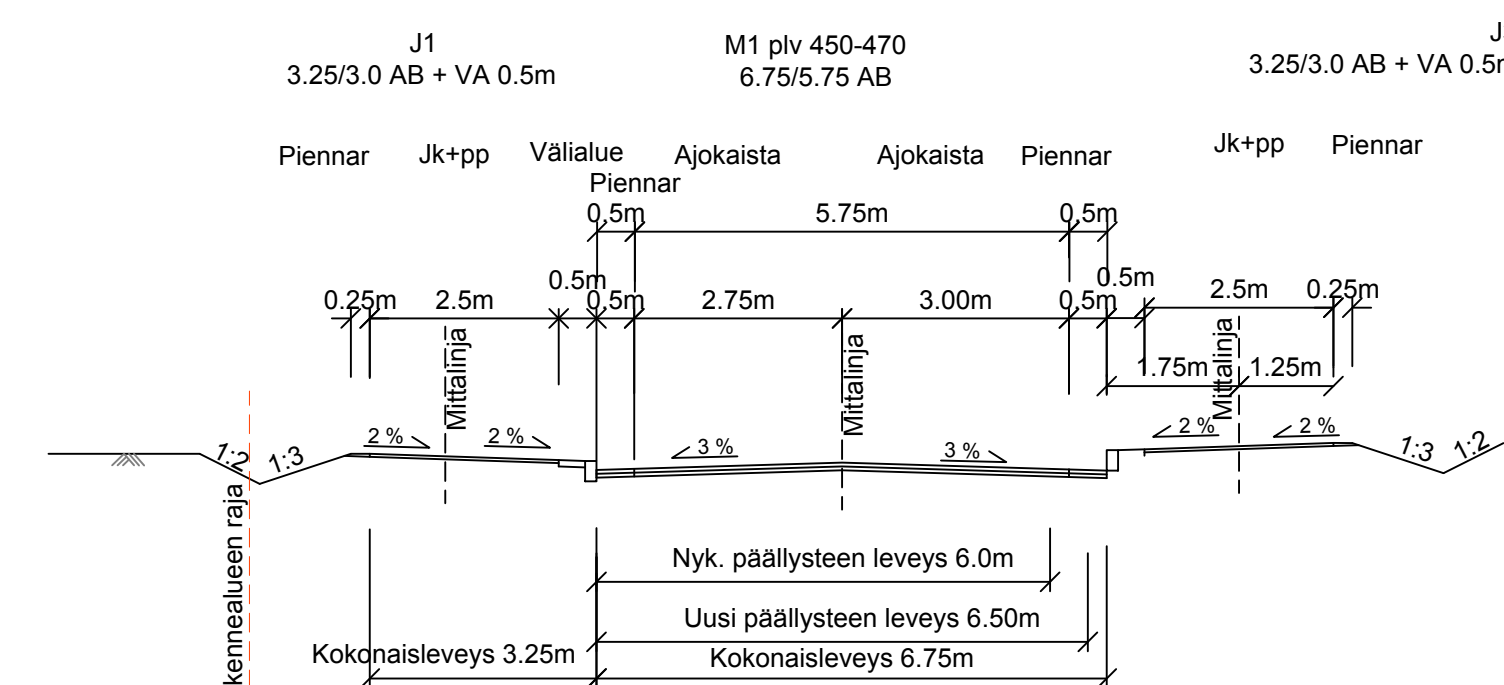 J1
3.25/3.0 AB + VA 0.5m
M1 plv 450-470
6.75/5.75 AB
3.25/3.0 AB + VA 0.5
Piennar
Jk+pp
Välialue
Piennar
Ajokaista
Ajokaista
Piennar
Jk+pp
Piennar
0.5m
5.75m
0.5m
0.25m
2.5m
0.5m
0.5m
2.75m
3.00m
0.5m
0.5m
2.5m
0.25m
1.75m
1.25m
Mittalinja
Mittalinja
Mittalinja
1:2
1:3
2 %
2 %
3 %
3 %
2 %
2 %
1:3
1:2
kennealueen raja
Nyk. päällysteen leveys 6.0m
Uusi päällysteen leveys 6.50m
Kokonaisleveys 3.25m
Kokonaisleveys 6.75m